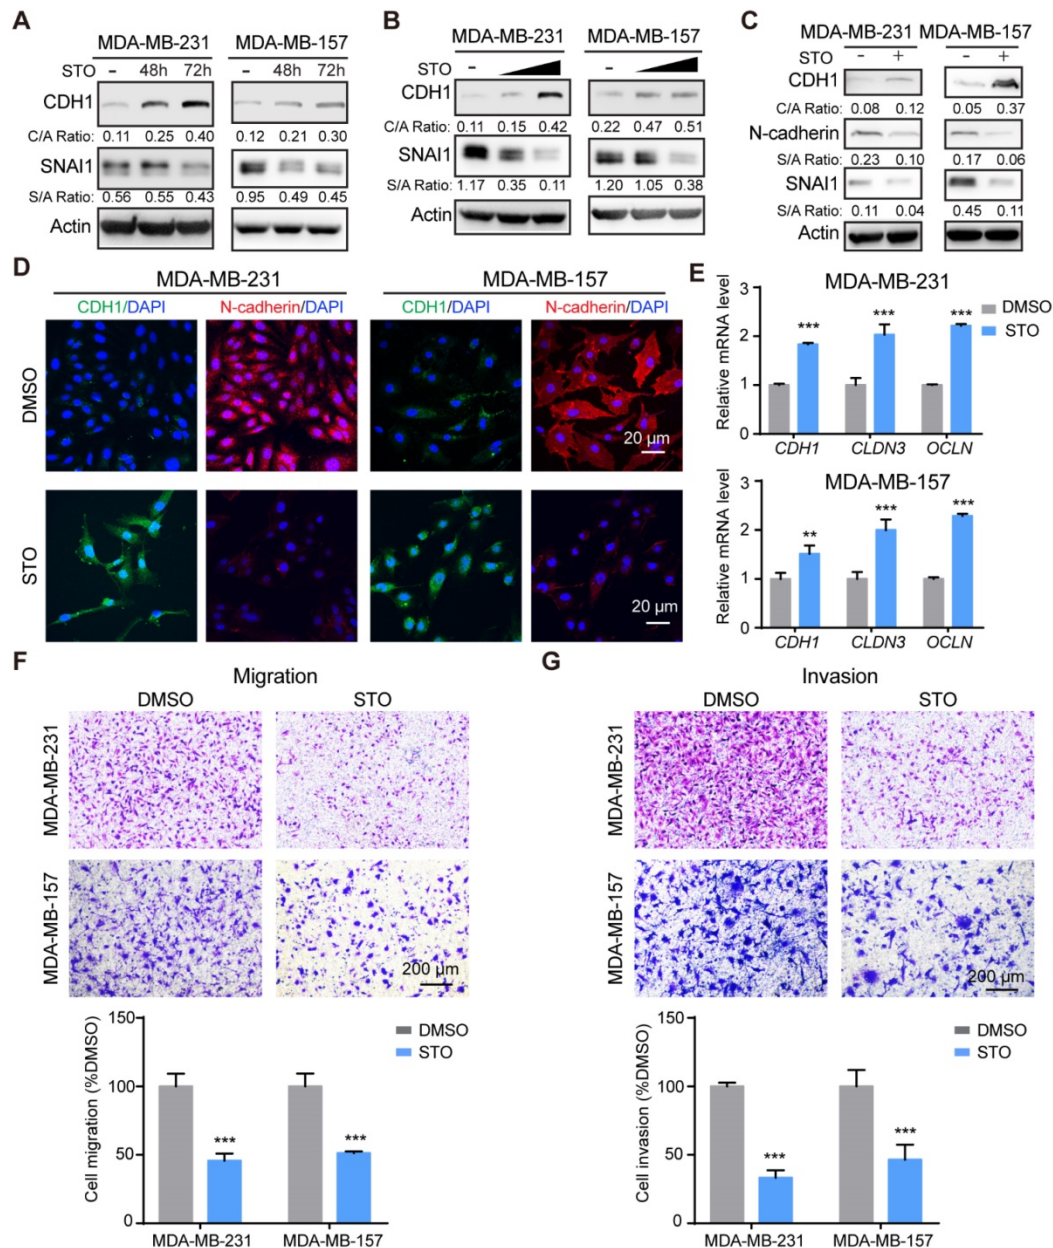 A
MDA-MB-231 MDA-MB-157
STO - 48h 72h - 48h 72h
CDH1
C/A Ratio: 0.11 0.25 0.40 0.12 0.21 0.30
SNAI1
S/A Ratio: 0.56 0.55 0.43 0.95 0.49 0.45
Actin
B
MDA-MB-231 MDA-MB-157
STO - -
CDH1
C/A Ratio: 0.11 0.15 0.42 0.22 0.47 0.51
SNAI1
S/A Ratio: 1.17 0.35 0.11 1.20 1.05 0.38
Actin
C
MDA-MB-231 MDA-MB-157
STO - + - +
CDH1
C/A Ratio: 0.08 0.12 0.05 0.37
N-cadherin
S/A Ratio: 0.23 0.10 0.17 0.06
SNAI1
S/A Ratio: 0.11 0.04 0.45 0.11
Actin
D
MDA-MB-231 MDA-MB-157
CDH1/DAPI N-cadherin/DAPI CDH1/DAPI N-cadherin/DAPI
DMSO
20 µm
STO
20 µm
E
MDA-MB-231
Relative mRNA level
3
2
1
0
*** *** ***
DMSO
STO
CDH1 CLDN3 OCLN
MDA-MB-157
Relative mRNA level
3
2
1
0
** *** ***
CDH1 CLDN3 OCLN
F
Migration
DMSO STO
MDA-MB-231
MDA-MB-157
200 µm
Cell migration (%DMSO)
150
100
50
0
*** ***
DMSO
STO
MDA-MB-231 MDA-MB-157
G
Invasion
DMSO STO
MDA-MB-231
MDA-MB-157
200 µm
Cell invasion (%DMSO)
150
100
50
0
*** ***
DMSO
STO
MDA-MB-231 MDA-MB-157